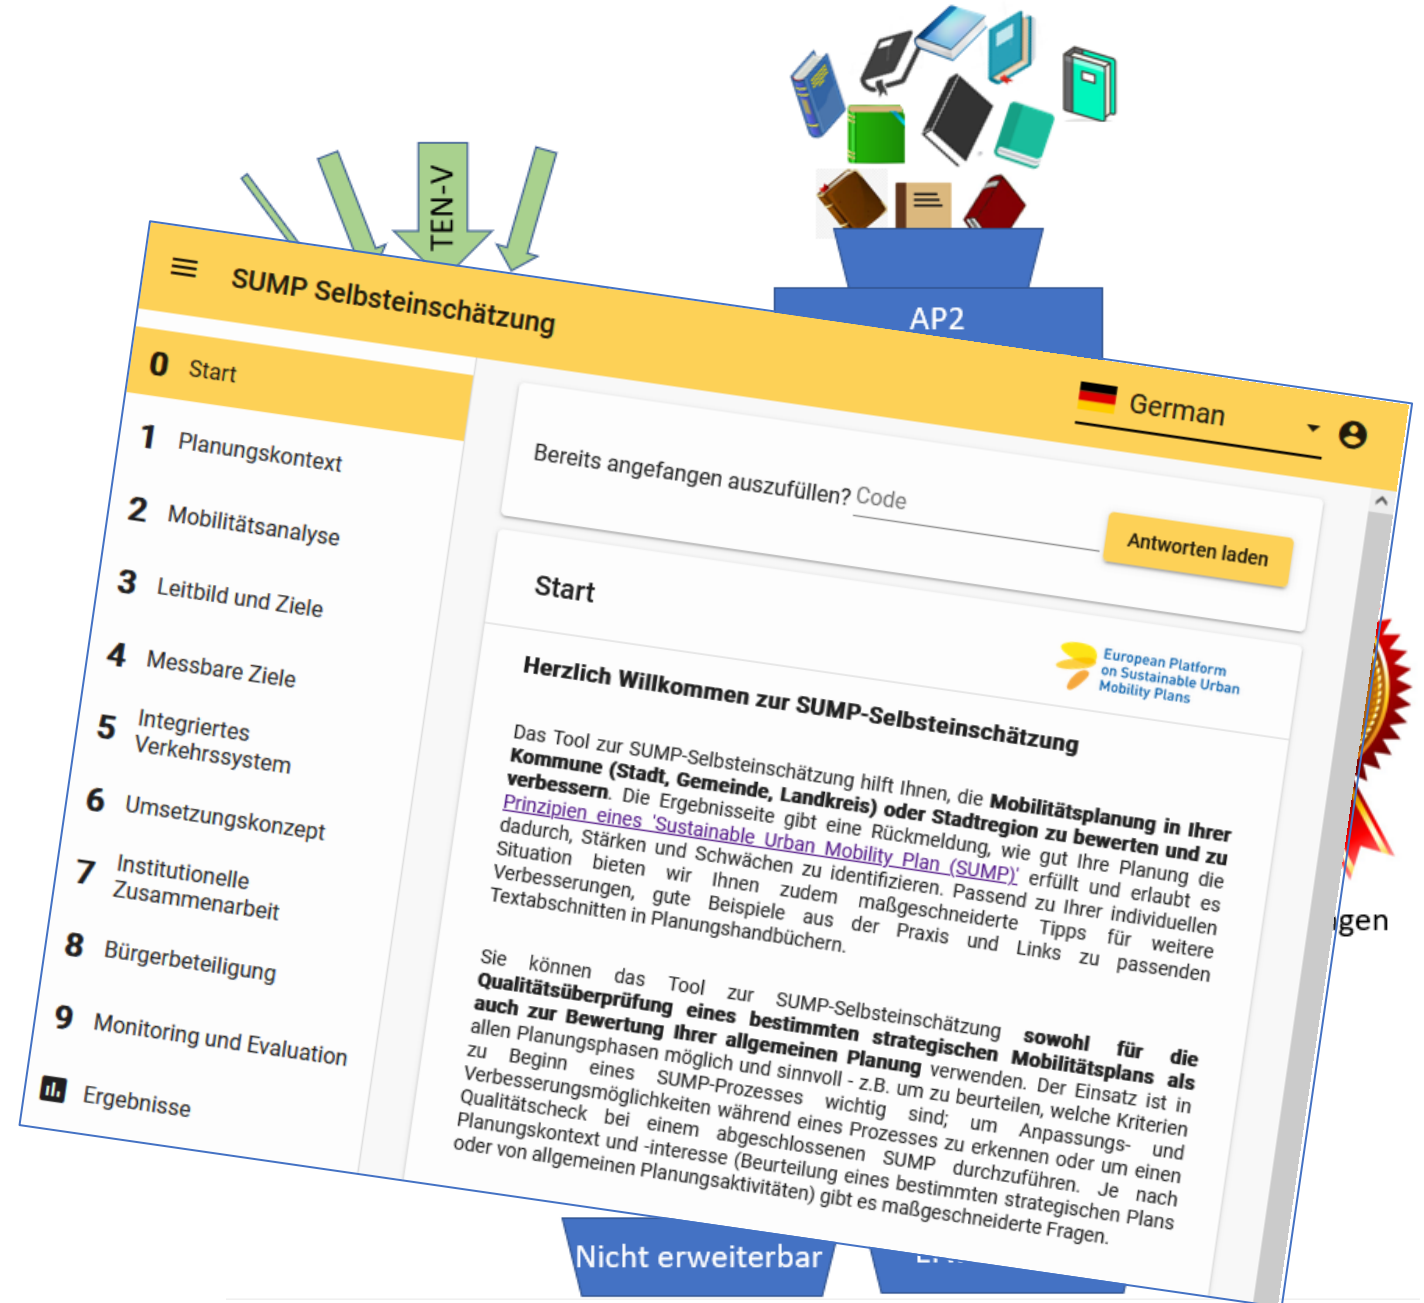 TEN-V
AP2
SUMP Selbsteinschätzung
German
0 Start
1 Planungskontext
2 Mobilitätsanalyse
3 Leitbild und Ziele
4 Messbare Ziele
5 Integriertes
Verkehrssystem
6 Umsetzungskonzept
7 Institutionelle
Zusammenarbeit
8 Bürgerbeteiligung
9 Monitoring und Evaluation
Ergebnisse
Bereits angefangen auszufüllen? Code
Antworten laden
Start
European Platform
on Sustainable Urban
Mobility Plans
Herzlich Willkommen zur SUMP-Selbsteinschätzung
Das Tool zur SUMP-Selbsteinschätzung hilft Ihnen, die Mobilitätsplanung in Ihrer
Kommune (Stadt, Gemeinde, Landkreis) oder Stadtregion zu bewerten und zu
verbessern. Die Ergebnisseite gibt eine Rückmeldung, wie gut Ihre Planung die
Prinzipien eines 'Sustainable Urban Mobility Plan (SUMP)' erfüllt und erlaubt es
dadurch, Stärken und Schwächen zu identifizieren. Passend zu Ihrer individuellen
Situation bieten wir Ihnen zudem maßgeschneiderte Tipps für weitere
Verbesserungen, gute Beispiele aus der Praxis und Links zu passenden
Textabschnitten in Planungshandbüchern.
Sie können das Tool zur SUMP-Selbsteinschätzung sowohl für die
Qualitätsüberprüfung eines bestimmten strategischen Mobilitätsplans als
auch zur Bewertung Ihrer allgemeinen Planung verwenden. Der Einsatz ist in
allen Planungsphasen möglich und sinnvoll - z.B. um zu beurteilen, welche Kriterien
zu Beginn eines SUMP-Prozesses wichtig sind; um Anpassungs- und
Verbesserungsmöglichkeiten während eines Prozesses zu erkennen oder um einen
Qualitätscheck bei einem abgeschlossenen SUMP durchzuführen. Je nach
Planungskontext und -interesse (Beurteilung eines bestimmten strategischen Plans
oder von allgemeinen Planungsaktivitäten) gibt es maßgeschneiderte Fragen.
Nicht erweiterbar